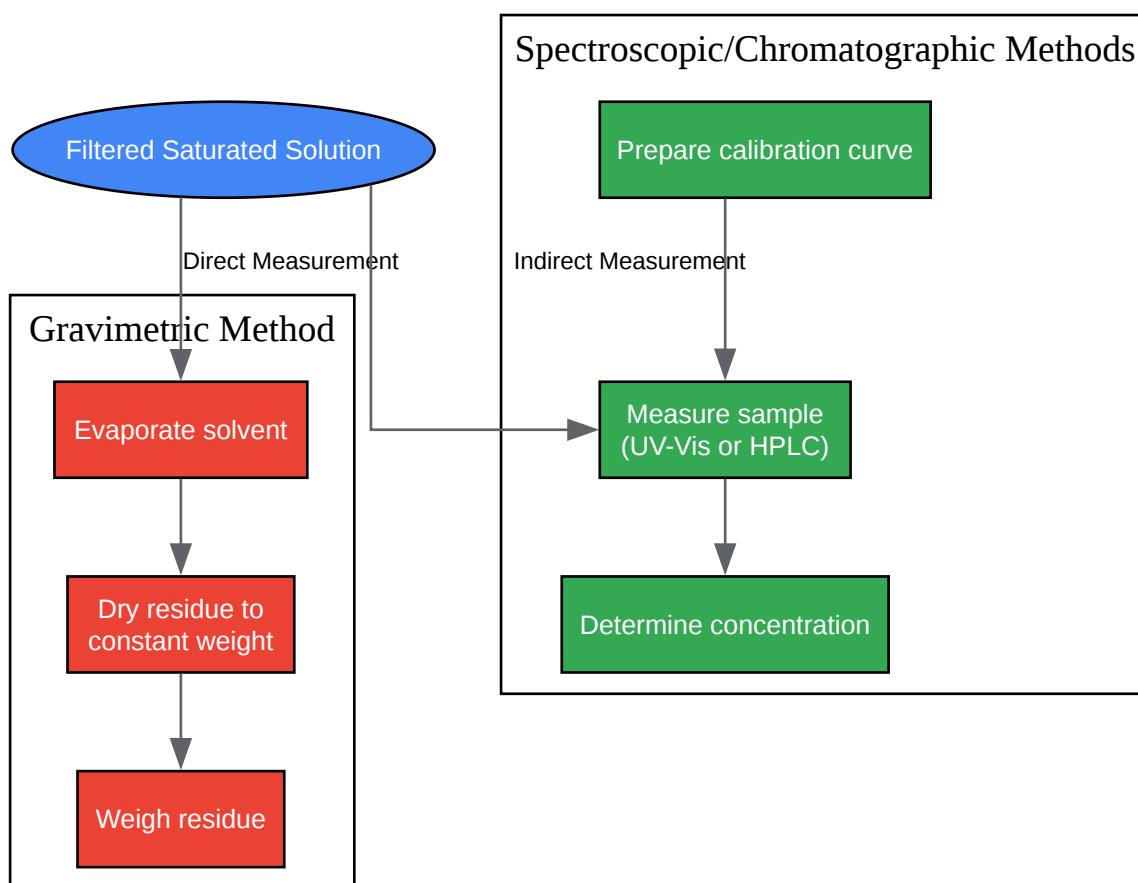 Spectroscopic/Chromatographic Methods
Filtered Saturated Solution
Prepare calibration curve
Direct Measurement
Indirect Measurement
Gravimetric Method
Evaporate solvent
Measure sample
(UV-Vis or HPLC)
Dry residue to
constant weight
Determine concentration
Weigh residue